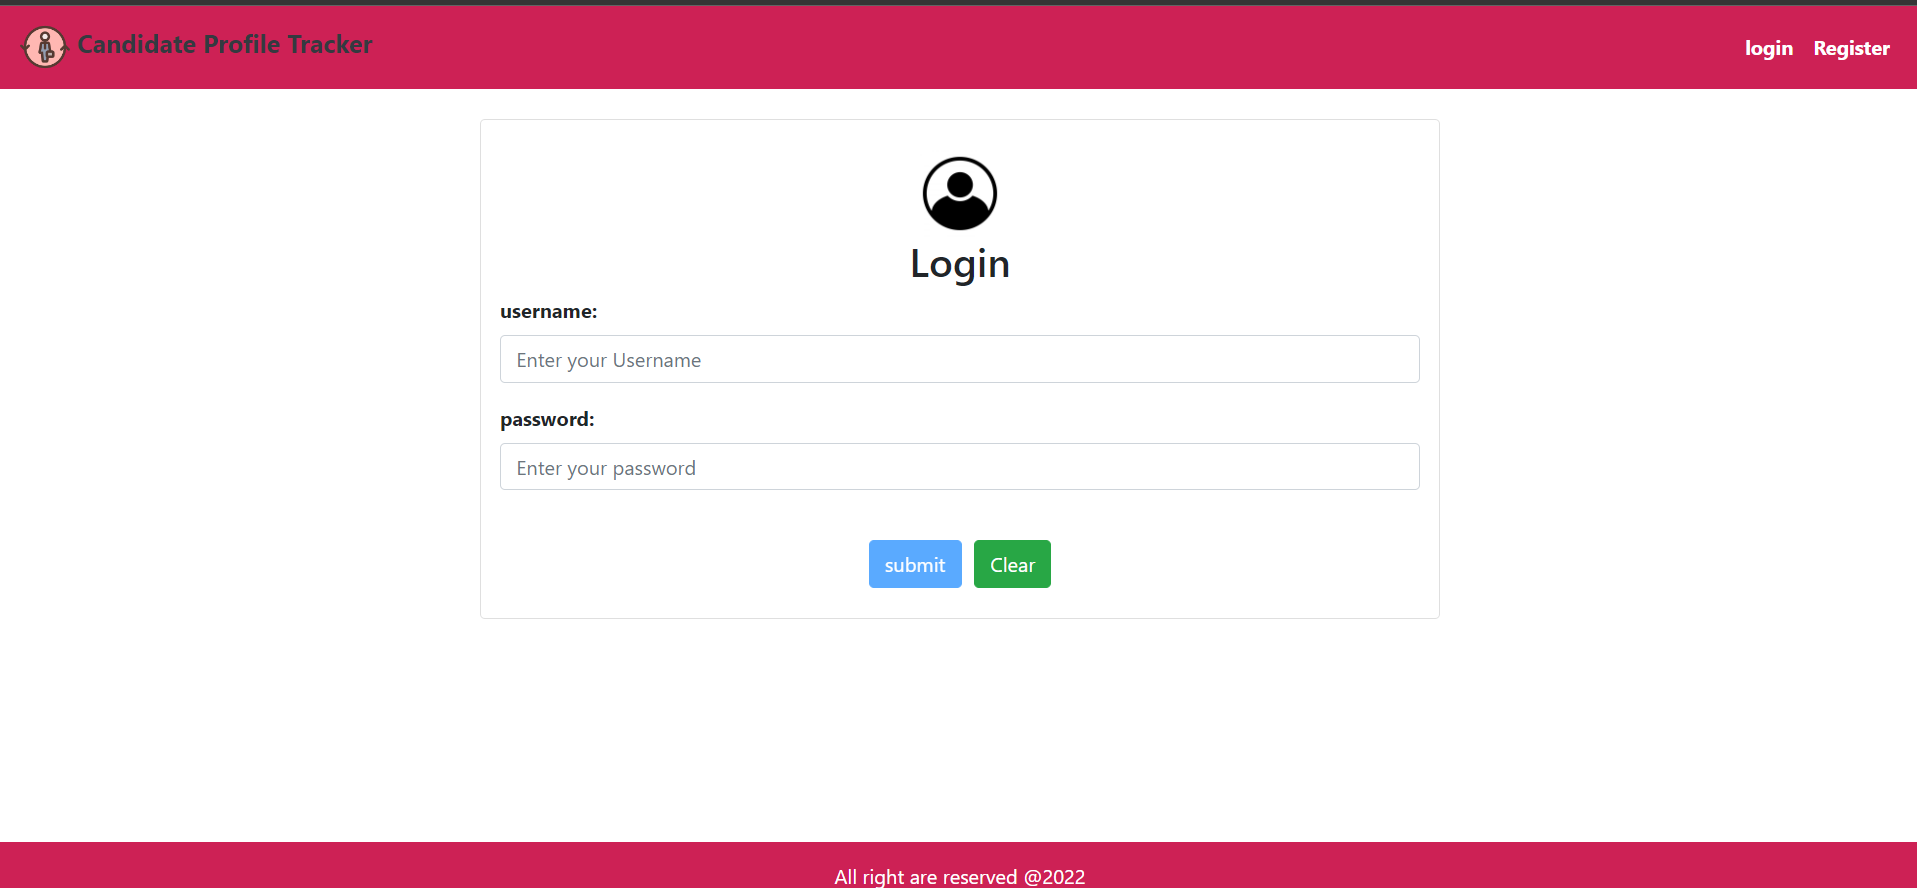 Candidate Profile Tracker
login Register
Login
username:
Enter your Username
password:
Enter your password
submit Clear
All right are reserved @2022